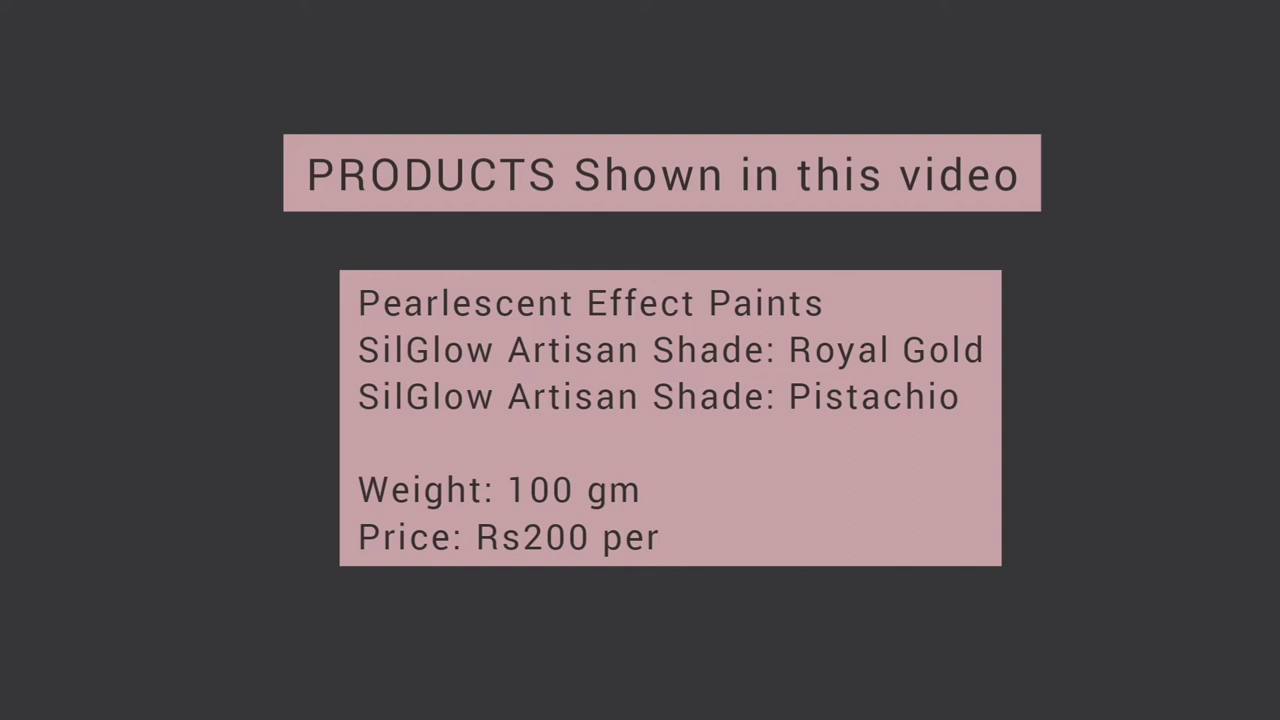 PRODUCTS Shown in this video
Pearlescent Effect Paints
SilGlow Artisan Shade: Royal Gold
SilGlow Artisan Shade: Pistachio
Weight: 100 gm
Price: Rs200 per